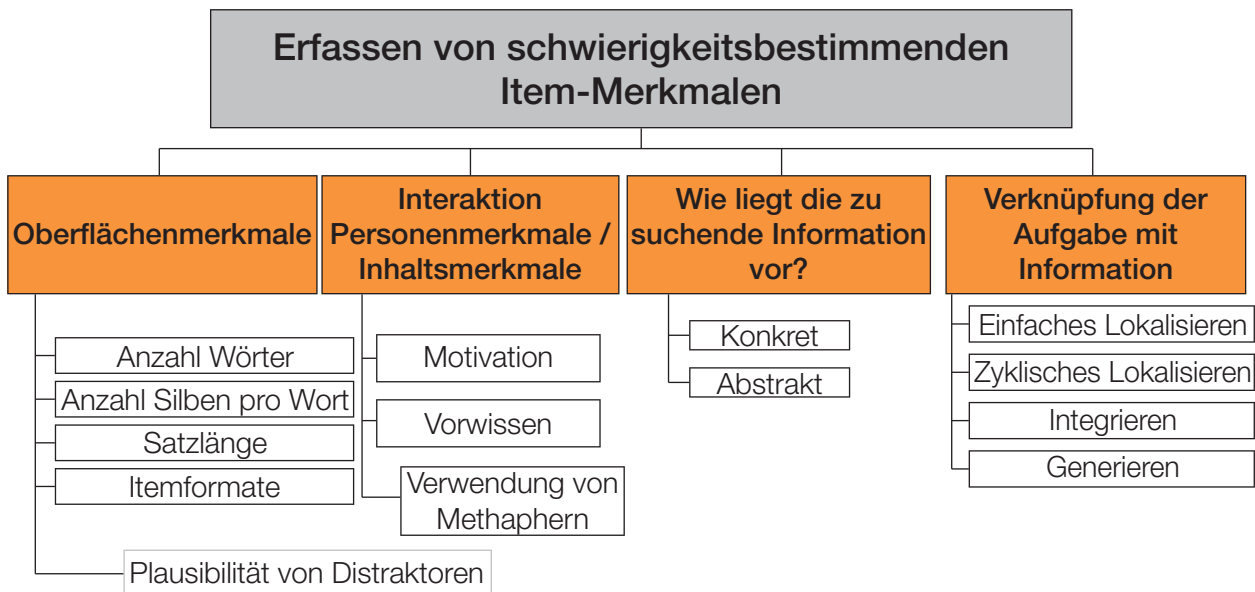 Erfassen von schwierigkeitsbestimmenden
Item-Merkmalen
Oberflächenmerkmale
Interaktion
Personenmerkmale /
Inhaltsmerkmale
Wie liegt die zu
suchende Information
vor?
Verknüpfung der
Aufgabe mit
Information
Anzahl Wörter
Anzahl Silben pro Wort
Satzlänge
Itemformate
Plausibilität von Distraktoren
Motivation
Vorwissen
Verwendung von
Methaphern
Konkret
Abstrakt
Einfaches Lokalisieren
Zyklisches Lokalisieren
Integrieren
Generieren